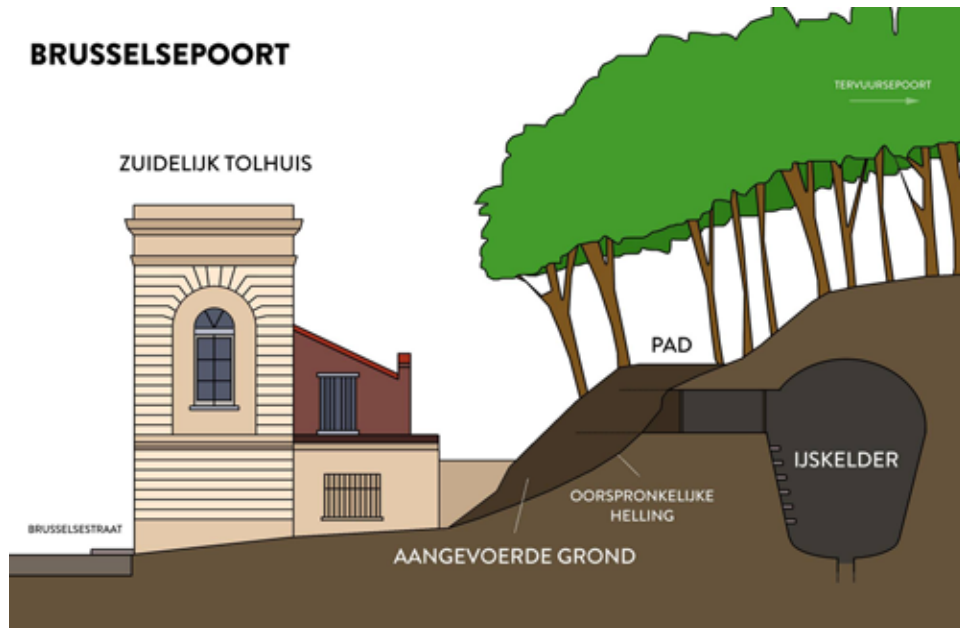 BRUSSELSEPOORT
TERVUURSEPOORT
ZUIDELIJK TOLHUIS
PAD
IJSKELDER
OORSPRONKELIJKE
HELLING
BRUSSELSESTRAAT
AANGEVOERDE GROND